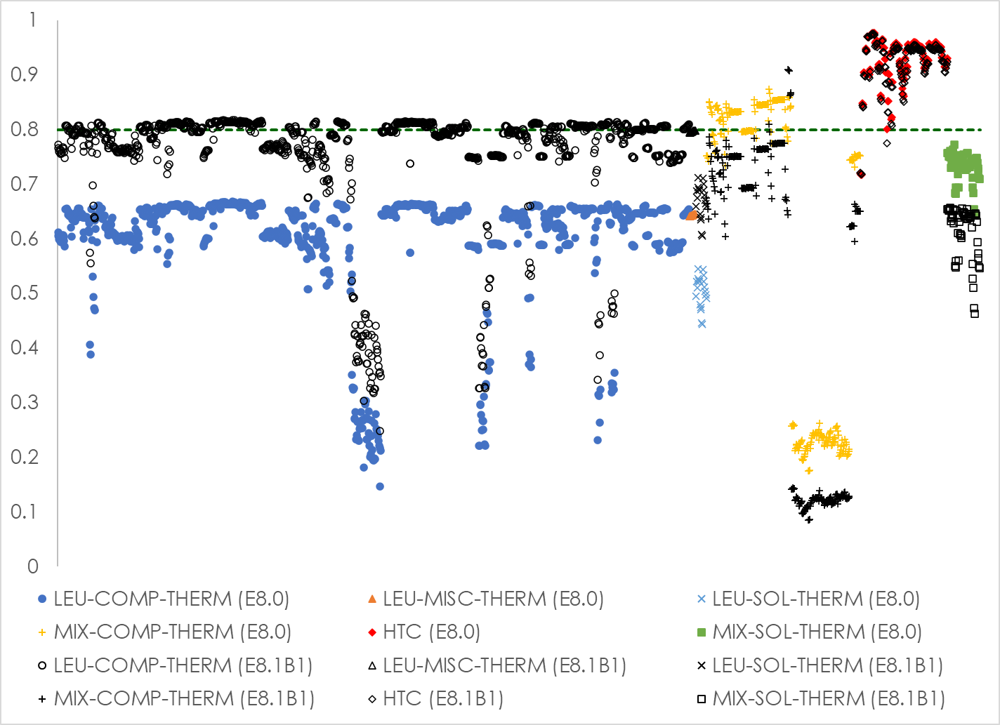 1
0.9
0.8
0.7
0.6
0.5
0.4
0.3
0.2
0.1
0
LEU-COMP-THERM (E8.0) LEU-MISC-THERM (E8.0) LEU-SOL-THERM (E8.0)
MIX-COMP-THERM (E8.0) HTC (E8.0) MIX-SOL-THERM (E8.0)
LEU-COMP-THERM (E8.1B1) LEU-MISC-THERM (E8.1B1) LEU-SOL-THERM (E8.1B1)
MIX-COMP-THERM (E8.1B1) HTC (E8.1B1) MIX-SOL-THERM (E8.1B1)